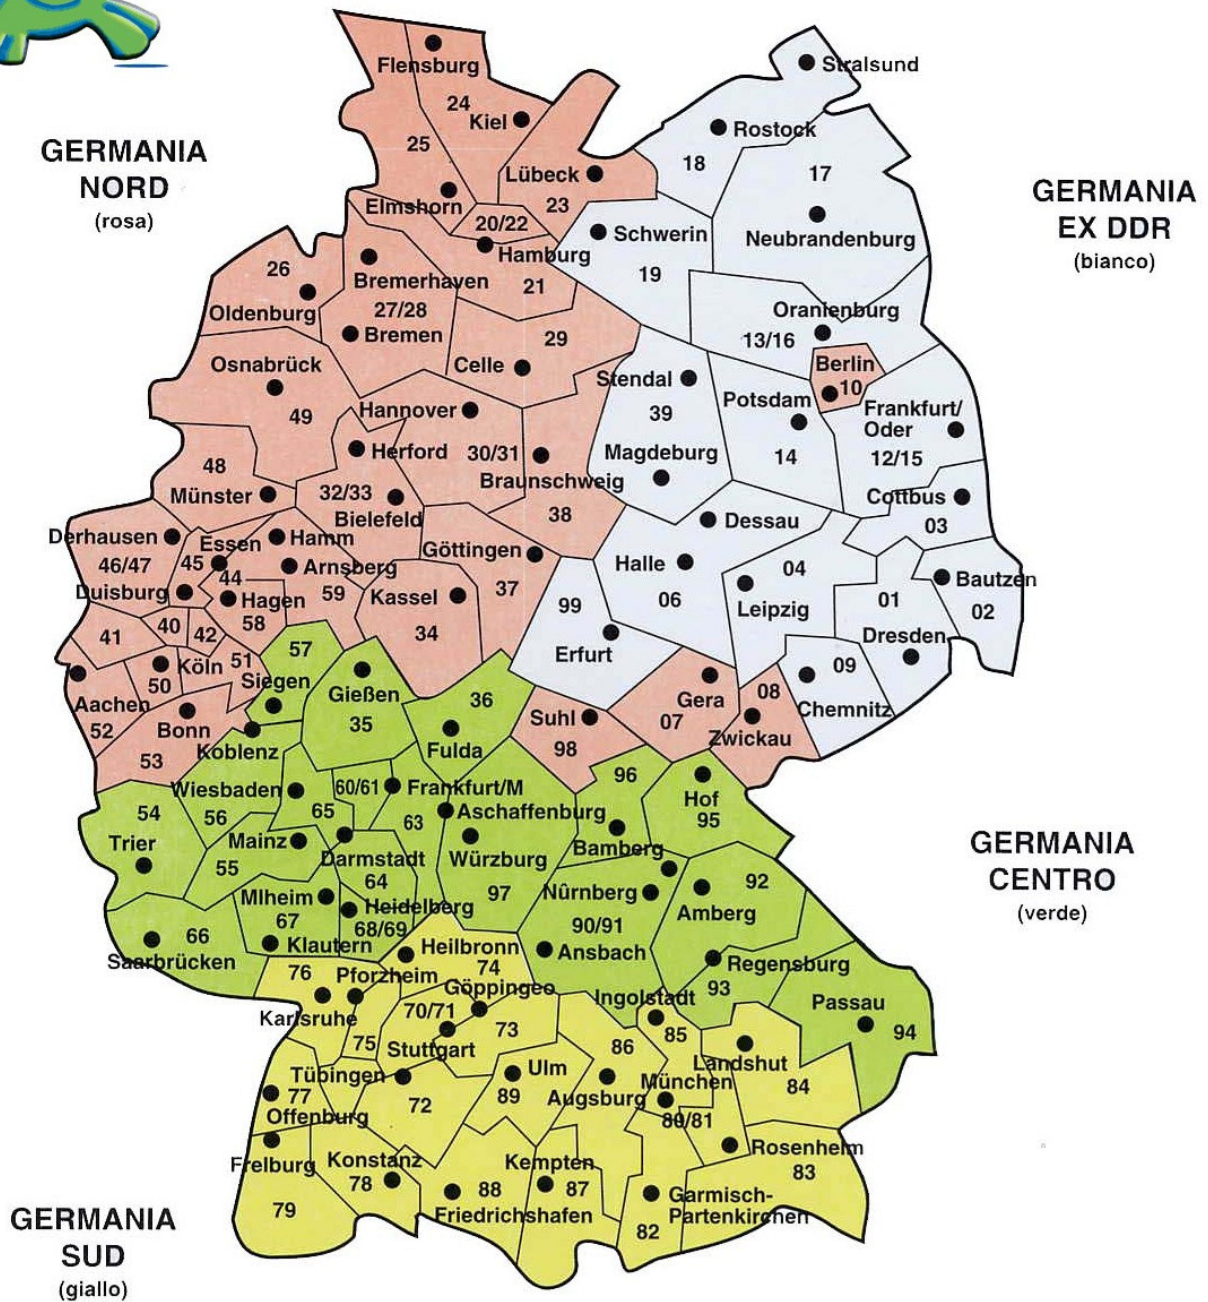 Flensburg
24
Kiel
25
Stralsund
Rostock
18
17
GERMANIA
NORD
(rosa)
Lübeck
Elmshorn
23
20/22
GERMANIA
EX DDR
(bianco)
Schwerin
Neubrandenburg
Hamburg
19
26
Bremerhaven
21
Oldenburg
27/28
Bremen
29
Oranienburg
13/16
Osnabrück
Celle
Berlin
10
Stendal
39
Potsdam
Frankfurt/
Oder
12/15
49
Hannover
Herford
30/31
Braunschweig
Magdeburg
14
48
Münster
32/33
Bielefeld
38
Cottbus
03
Dessau
Derhausen
46/47
Duisburg
45
Essen
44
Hamm
Arnsberg
Hagen
58
59
Göttingen
37
Kassel
34
Halle
06
04
Leipzig
99
Erfurt
01
Dresden
Bautzen
02
41
40
42
Köln
50
51
57
Siegen
Gießen
35
36
Fulda
Aachen
52
Bonn
53
Koblenz
Suhl
98
Gera
07
08
Zwickau
09
Chemnitz
54
Trier
Wiesbaden
56
65
60/61
Frankfurt/M
63
Aschaffenburg
96
Bamberg
Hof
95
Mainz
55
Darmstadt
64
Würzburg
97
GERMANIA
CENTRO
(verde)
Mlheim
67
Klautern
Heidelberg
68/69
Nûrnberg
90/91
Ansbach
92
Amberg
66
Saarbrücken
Heilbronn
74
Regensburg
93
76
Pforzheim
Karlsruhe
75
Göppingeo
70/71
Stuttgart
73
Ingolstadt
85
Passau
94
86
Landshut
84
Tübingen
77
Offenburg
72
Ulm
89
Augsburg
München
80/81
Freiburg
79
Konstanz
78
88
Friedrichshafen
Kempten
87
Rosenheim
83
Garmisch-
Partenkirchen
82
GERMANIA
SUD
(giallo)